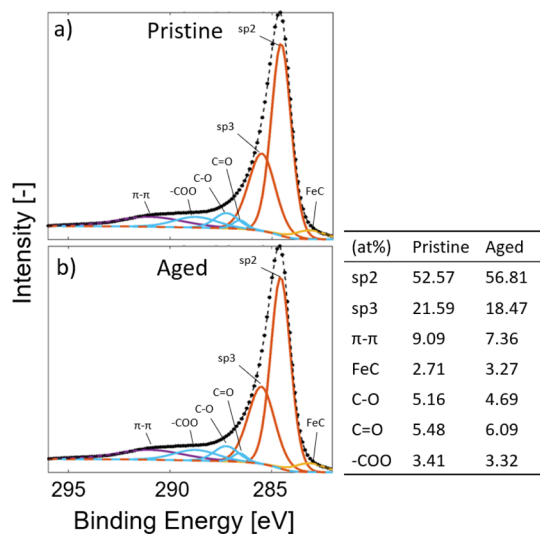 a) Pristine
sp2
sp3
C=O
C-O
-COO
π-π
FeC
b) Aged
sp2
sp3
C=O
C-O
-COO
π-π
FeC
Intensity [-]
295 290 285
Binding Energy [eV]
(at%) Pristine Aged
sp2 52.57 56.81
sp3 21.59 18.47
π-π 9.09 7.36
FeC 2.71 3.27
C-O 5.16 4.69
C=O 5.48 6.09
-COO 3.41 3.32